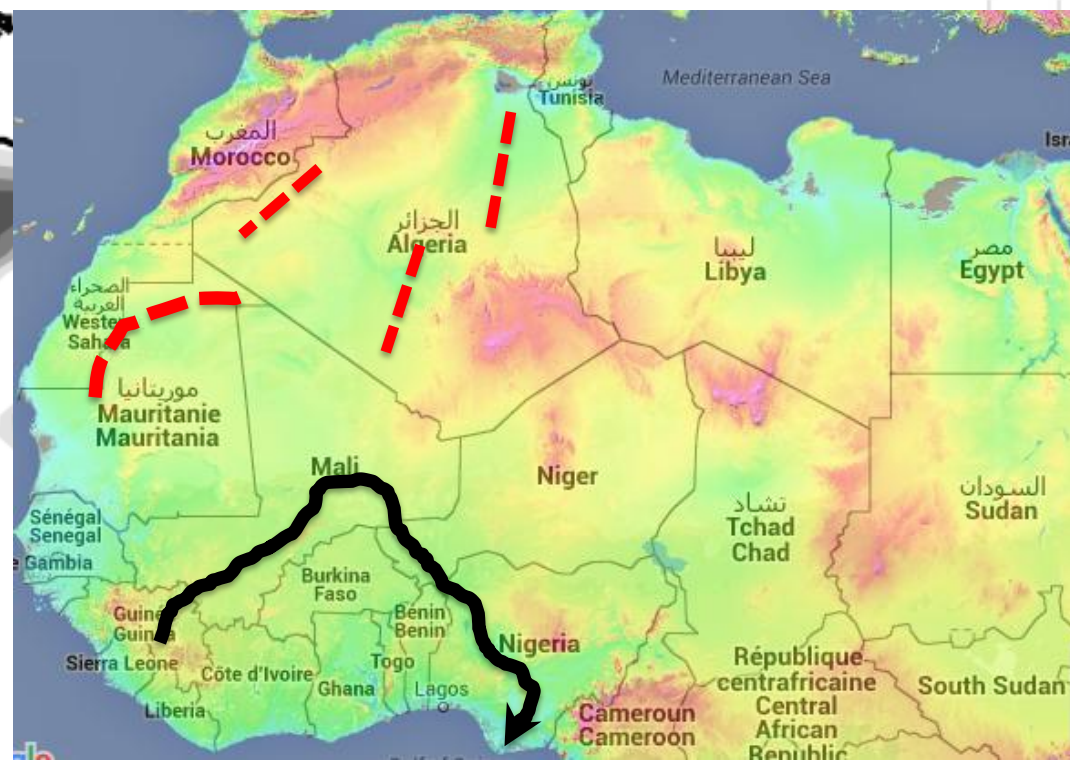 Mediterranean Sea
تونس
Tunisia
المغرب
Morocco
الجزائر
Algeria
ليبيا
Libya
مصر
Egypt
Isr
الصحراء
العربية
Western
Sahara
موريتانيا
Mauritanie
Mauritania
Mali
Niger
تشاد
Tchad
Chad
السودان
Sudan
Sénégal
Senegal
Gambia
Burkina
Faso
Guinée
Guinea
Bénin
Benin
Nigeria
Sierra Leone
Côte d'Ivoire
Togo
Ghana
Lagos
Liberia
République
centrafricaine
Central
African
Republic
South Sudan
Cameroun
Cameroon